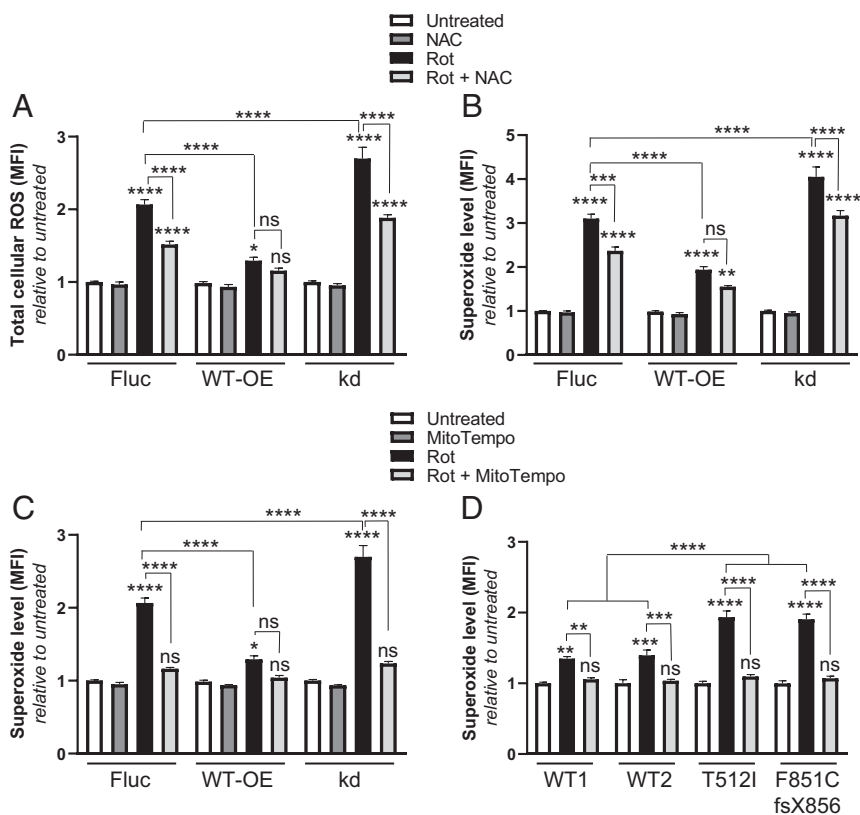 Untreated
NAC
Rot
Rot + NAC
A
Total cellular ROS (MFI)
relative to untreated
3
2
1
0
****
****
****
****
****
****
*
ns
ns
****
****
****
Fluc
WT-OE
kd
B
Superoxide level (MFI)
relative to untreated
5
4
3
2
1
0
****
****
***
****
****
ns
****
**
****
****
****
Fluc
WT-OE
kd
Untreated
MitoTempo
Rot
Rot + MitoTempo
C
Superoxide level (MFI)
relative to untreated
3
2
1
0
****
****
****
****
ns
ns
*
ns
****
****
ns
Fluc
WT-OE
kd
D
Superoxide level (MFI)
relative to untreated
3
2
1
0
****
**
**
ns
***
***
ns
****
****
ns
****
****
ns
WT1
WT2
T512I
F851C
fsX856